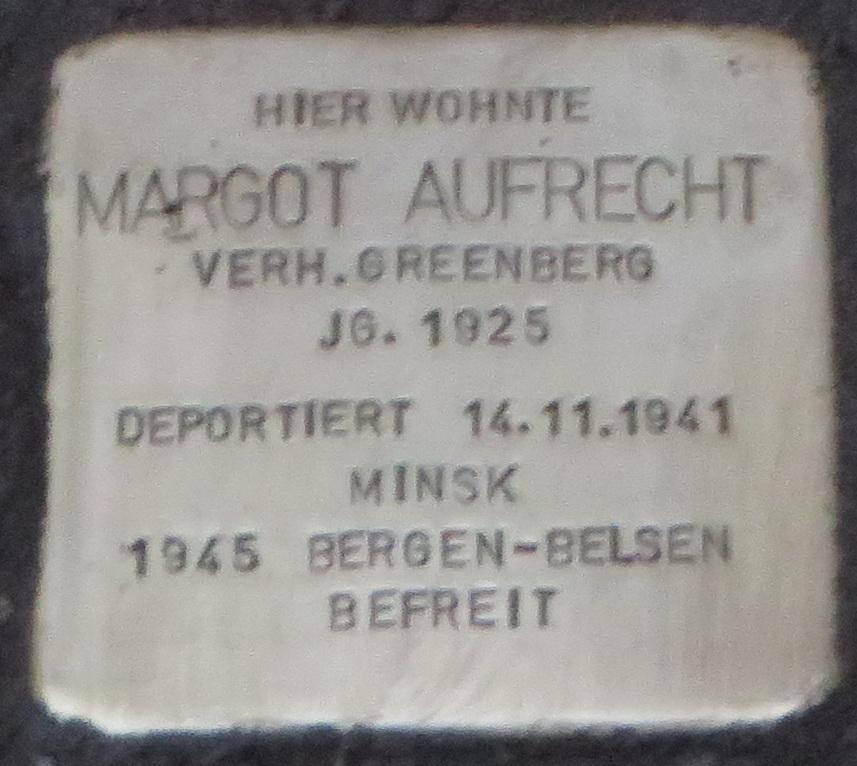 HIER WOHNTE
MARGOT AUFRECHT
VERH. GREENBERG
JG. 1925
DEPORTIERT 14.11.1941
MINSK
1945 BERGEN-BELSEN
BEFREIT